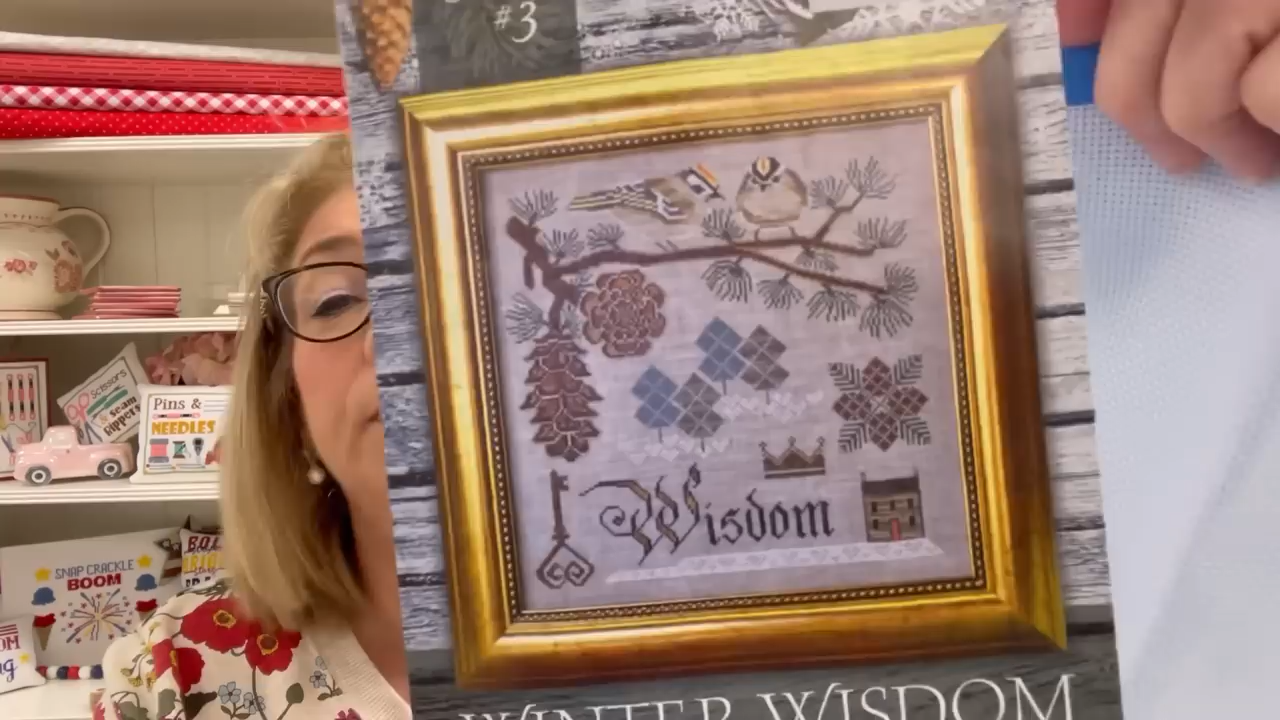 #3
Wisdom
WINTER WISDOM
SCISSORS
& seam
Rippers
Pins &
NEEDLES
SNAP CRACKLE
BOOM